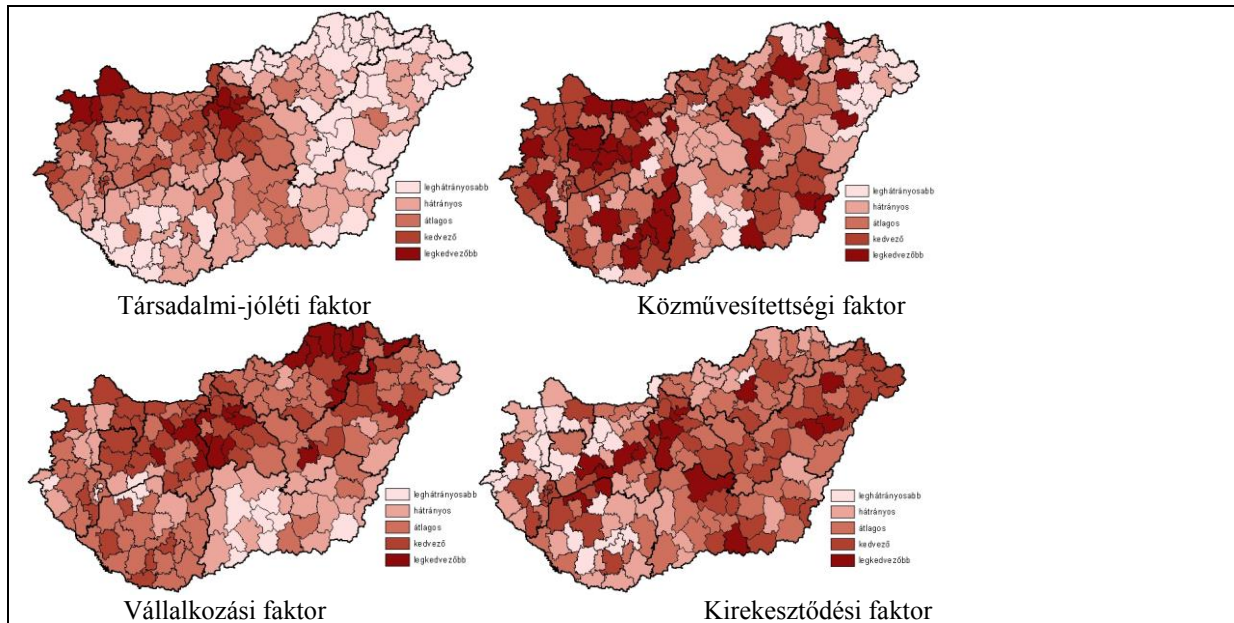 leghátrányosabb
hátrányos
átlagos
kedvező
legkedvezőbb
leghátrányosabb
hátrányos
átlagos
kedvező
legkedvezőbb
Társadalmi-jóléti faktor
Közművesítettségi faktor
leghátrányosabb
hátrányos
átlagos
kedvező
legkedvezőbb
leghátrányosabb
hátrányos
átlagos
kedvező
legkedvezőbb
Vállalkozási faktor
Kirekesztődési faktor